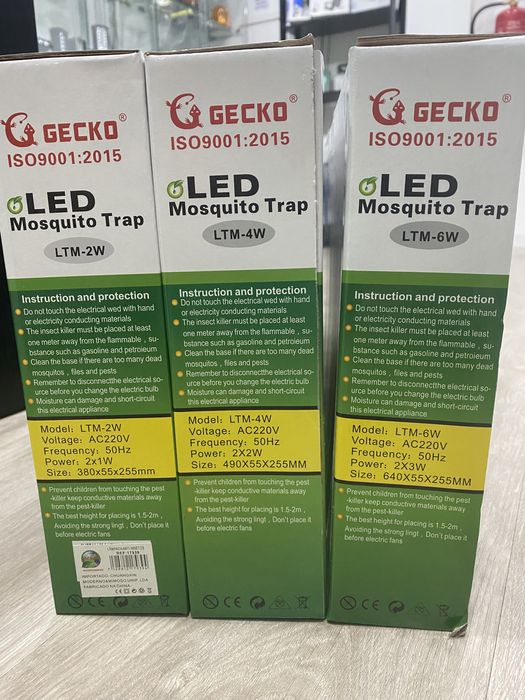 GECKO®
ISO9001:2015
LED
Mosquito Trap
LTM-2W
Instruction and protection
Do not touch the electrical wed with hand
or electricity conducting materials
The insect killer must be placed at least
one meter away from the flammable , su-
bstance such as gasoline and petroieum
Clean the base if there are too many dead
mosquitos , files and pests
Remember to disconnectthe electrical so-
urce before you change the electric bulb
Moisture can damage and short-circuit
this electrical appliance
Model: LTM-2W
Voltage: AC220V
Frequency: 50Hz
Power: 2x1W
Size: 380x55x255mm
Prevent children from touching the pest
-killer keep conductive materials away
from the pest-killer
The best height for placing is 1.5-2m ,
Avoiding the strong lingt , Don't place it
before electric fans
REF:17038
IMPORTADO: CHUANGXIN
FABRICADO NA CHINA
GECKO®
ISO9001:2015
LED
Mosquito Trap
LTM-4W
Instruction and protection
Do not touch the electrical wed with hand
or electricity conducting materials
The insect killer must be placed at least
one meter away from the flammable , su-
bstance such as gasoline and petroieum
Clean the base if there are too many dead
mosquitos , files and pests
Remember to disconnectthe electrical so-
urce before you change the electric bulb
Moisture can damage and short-circuit
this electrical appliance
Model: LTM-4W
Voltage: AC220V
Frequency: 50Hz
Power: 2X2W
Size: 490X55X255MM
Prevent children from touching the pest
-killer keep conductive materials away
from the pest-killer
The best height for placing is 1.5-2m ,
Avoiding the strong lingt , Don't place it
before electric fans
CE
GECKO®
ISO9001:2015
LED
Mosquito Trap
LTM-6W
Instruction and protection
Do not touch the electrical wed with hand
or electricity conducting materials
The insect killer must be placed at least
one meter away from the flammable , su-
bstance such as gasoline and petroieum
Clean the base if there are too many dead
mosquitos , files and pests
Remember to disconnectthe electrical so-
urce before you change the electric bulb
Moisture can damage and short-circuit
this electrical appliance
Model: LTM-6W
Voltage: AC220V
Frequency: 50Hz
Power: 2X3W
Size: 640X55X255MM
Prevent children from touching the pest
-killer keep conductive materials away
from the pest-killer
The best height for placing is 1.5-2m ,
Avoiding the strong lingt , Don't place it
before electric fans
CE